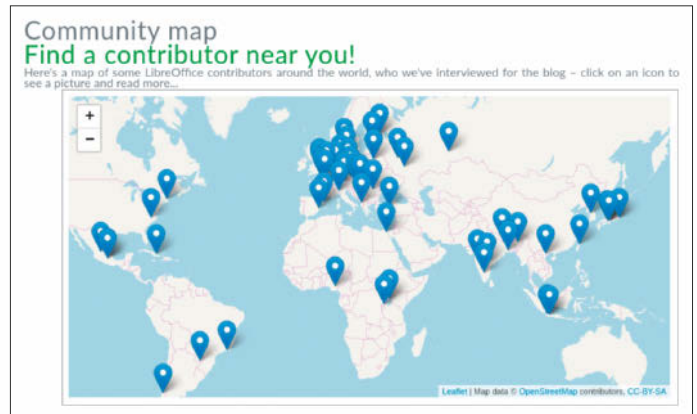 Community map
Find a contributor near you!
Here's a map of some LibreOffice contributors around the world, who we've interviewed for the blog – click on an icon to
see a picture and read more...
+
−
Leaflet | Map data © OpenStreetMap contributors, CC-BY-SA